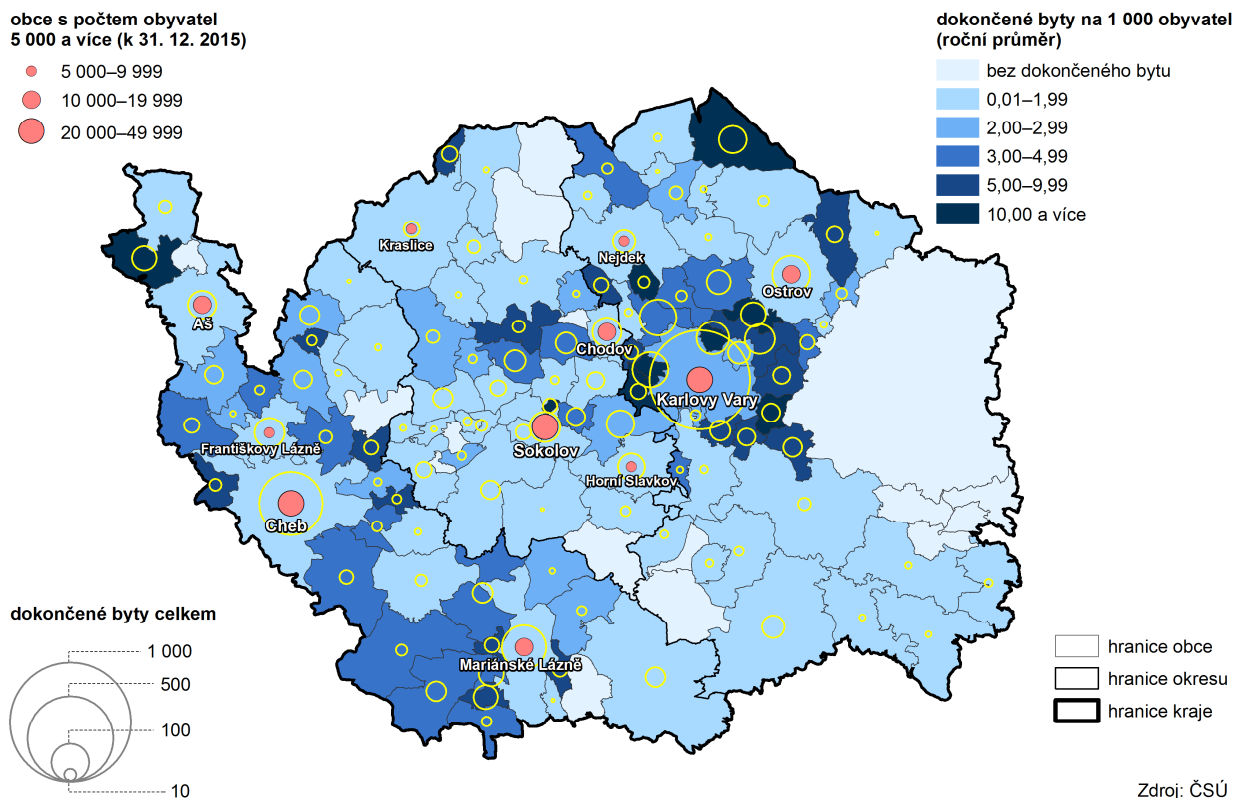 obce s počtem obyvatel
5 000 a více (k 31. 12. 2015)
5 000–9 999
10 000–19 999
20 000–49 999
dokončené byty na 1 000 obyvatel
(roční průměr)
bez dokončeného bytu
0,01–1,99
2,00–2,99
3,00–4,99
5,00–9,99
10,00 a více
Kraslice
Nejdek
Ostrov
Aš
Chodov
Karlovy Vary
Františkovy Lázně
Sokolov
Horní Slavkov
Cheb
Mariánské Lázně
dokončené byty celkem
1 000
500
100
10
hranice obce
hranice okresu
hranice kraje
Zdroj: ČSÚ